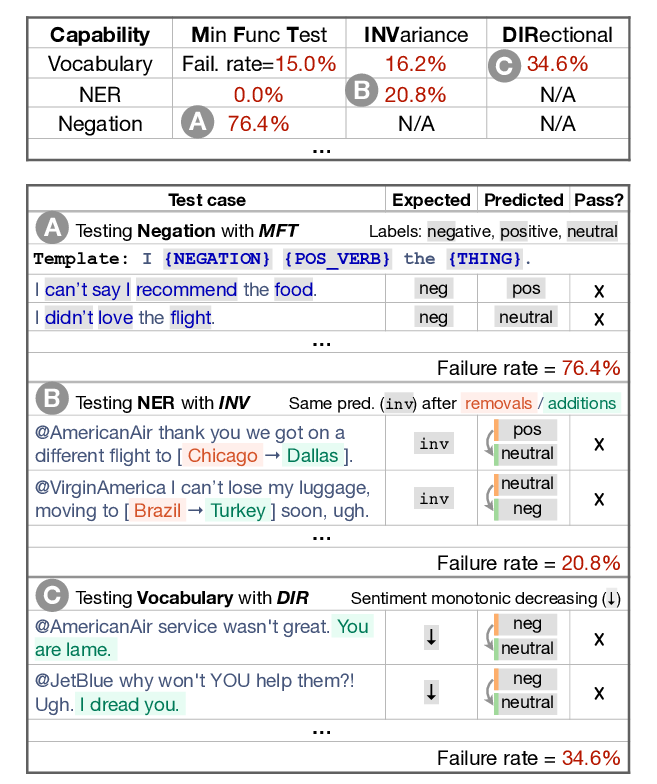 Capability Min Func Test INVariance DIRectional
Vocabulary Fail. rate=15.0% 16.2% C 34.6%
NER 0.0% B 20.8% N/A
Negation A 76.4% N/A N/A
...
Test case Expected Predicted Pass?
A Testing Negation with MFT Labels: negative, positive, neutral
Template: I {NEGATION} {POS_VERB} the {THING}.
I can't say I recommend the food. neg pos X
I didn't love the flight. neg neutral X
...
Failure rate = 76.4%
B Testing NER with INV Same pred. (inv) after removals / additions
@AmericanAir thank you we got on a
different flight to [ Chicago → Dallas ]. inv pos neutral X
@VirginAmerica I can't lose my luggage,
moving to [ Brazil → Turkey ] soon, ugh. inv neutral neg X
...
Failure rate = 20.8%
C Testing Vocabulary with DIR Sentiment monotonic decreasing (↓)
@AmericanAir service wasn't great. You
are lame. ↓ neg neutral X
@JetBlue why won't YOU help them?!
Ugh. I dread you. ↓ neg neutral X
...
Failure rate = 34.6%